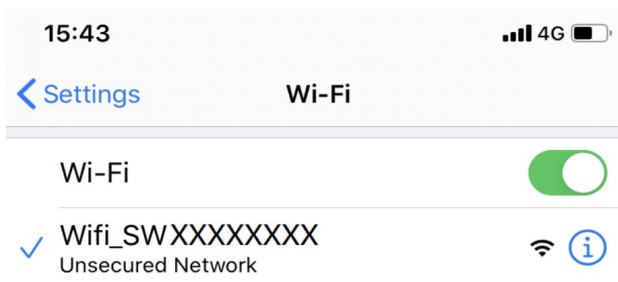 15:43 4G
Settings Wi-Fi
Wi-Fi
Wifi_SWXXXXXXXX
Unsecured Network